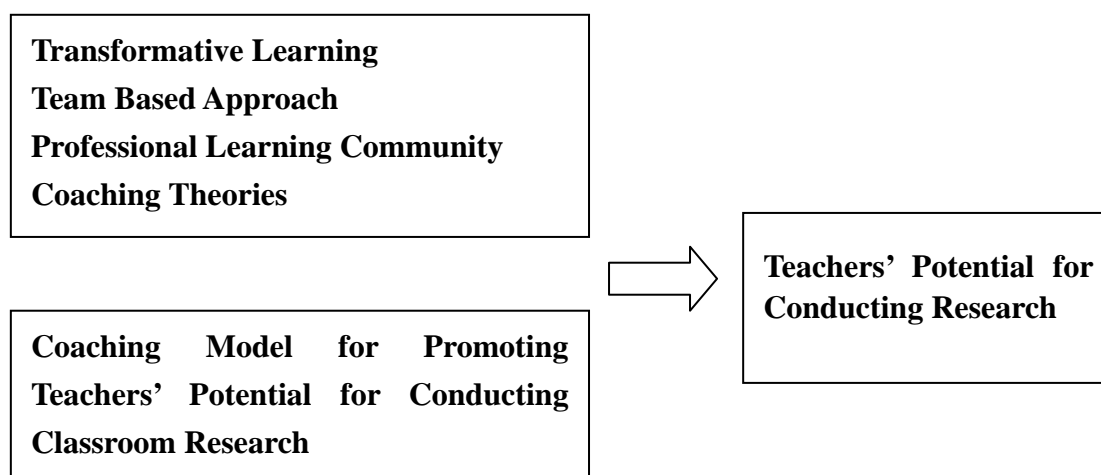 Transformative Learning
Team Based Approach
Professional Learning Community
Coaching Theories
Coaching Model for Promoting
Teachers’ Potential for Conducting
Classroom Research
Teachers’ Potential for
Conducting Research